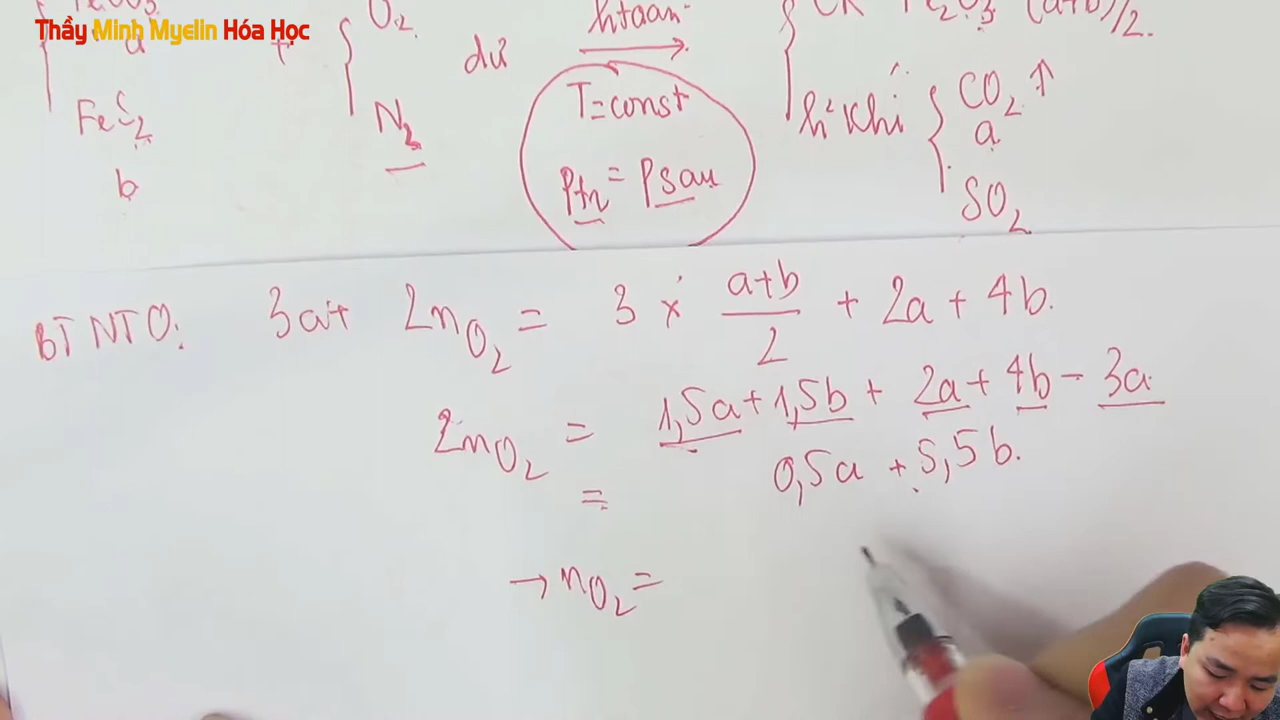 Thầy Minh Myelin Hóa Học
O2
htoàn
CR Fe2O3 (a+b)/2.
a
+
dư
T=const
h² khí
CO2 ↑
a
FeS2
N2
ptr = psau
SO2
b
BTNTO: 3a+ 2nO2 = 3 × (a+b)/2 + 2a + 4b.
2nO2 = 1,5a+1,5b + 2a+ 4b - 3a
= 0,5a + 5,5b.
→ nO2 =